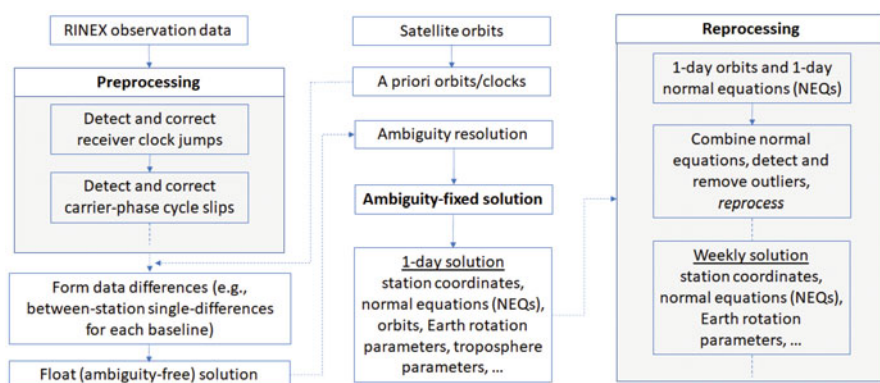 RINEX observation data
Preprocessing
Detect and correct
receiver clock jumps
Detect and correct
carrier-phase cycle slips
Form data differences (e.g.,
between-station single-differences
for each baseline)
Float (ambiguity-free) solution
Satellite orbits
A priori orbits/clocks
Ambiguity resolution
Ambiguity-fixed solution
1-day solution
station coordinates,
normal equations (NEQs),
orbits, Earth rotation
parameters, troposphere
parameters, ...
Reprocessing
1-day orbits and 1-day
normal equations (NEQs)
Combine normal
equations, detect and
remove outliers,
reprocess
Weekly solution
station coordinates,
normal equations (NEQs),
Earth rotation
parameters, ...